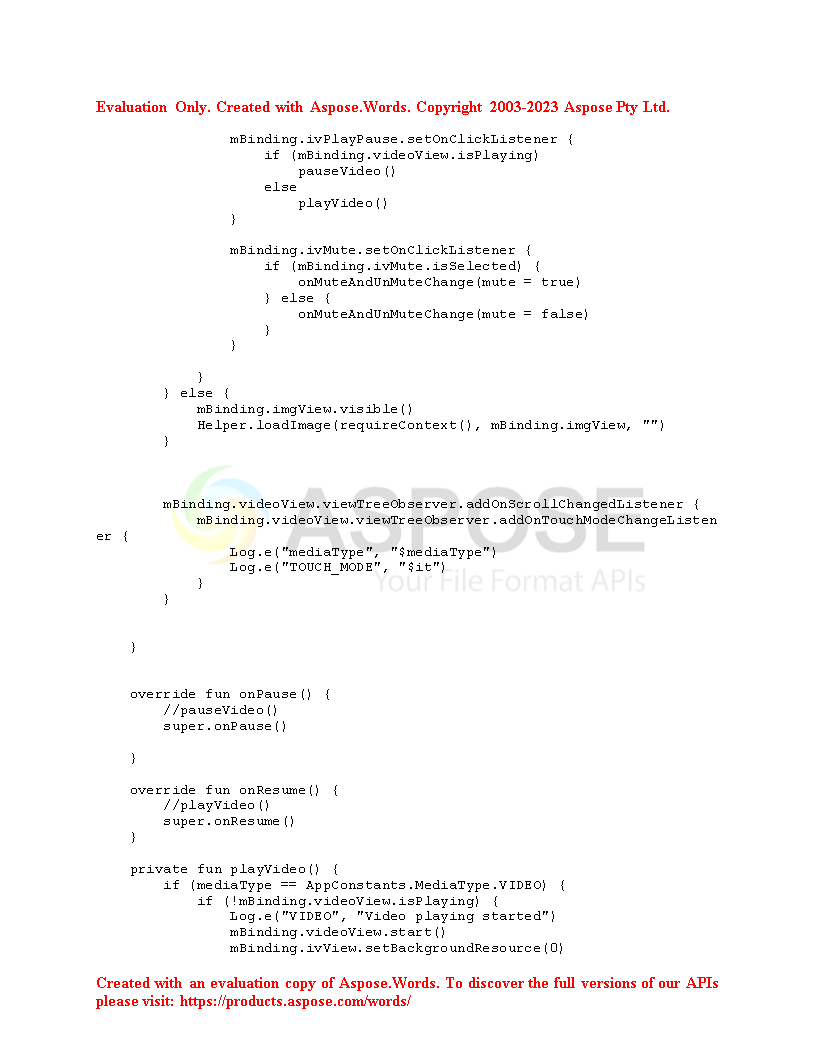 Evaluation Only. Created with Aspose.Words. Copyright 2003-2023 Aspose Pty Ltd.
mBinding.ivPlayPause.setOnClickListener {
if (mBinding.videoView.isPlaying)
pauseVideo()
else
playVideo()
}
mBinding.ivMute.setOnClickListener {
if (mBinding.ivMute.isSelected) {
onMuteAndUnMuteChange(mute = true)
} else {
onMuteAndUnMuteChange(mute = false)
}
}
}
} else {
mBinding.imgView.visible()
Helper.loadImage(requireContext(), mBinding.imgView, "")
}
ASPOSE
Your File Format APIs
mBinding.videoView.viewTreeObserver.addOnScrollChangedListener {
mBinding.videoView.viewTreeObserver.addOnTouchModeChangeListen
er {
Log.e("mediaType", "$mediaType")
Log.e("TOUCH_MODE", "$it")
}
}
}
override fun onPause() {
//pauseVideo()
super.onPause()
}
override fun onResume() {
//playVideo()
super.onResume()
}
private fun playVideo() {
if (mediaType == AppConstants.MediaType.VIDEO) {
if (!mBinding.videoView.isPlaying) {
Log.e("VIDEO", "Video playing started")
mBinding.videoView.start()
mBinding.ivView.setBackgroundResource(0)
Created with an evaluation copy of Aspose.Words. To discover the full versions of our APIs
please visit: https://products.aspose.com/words/